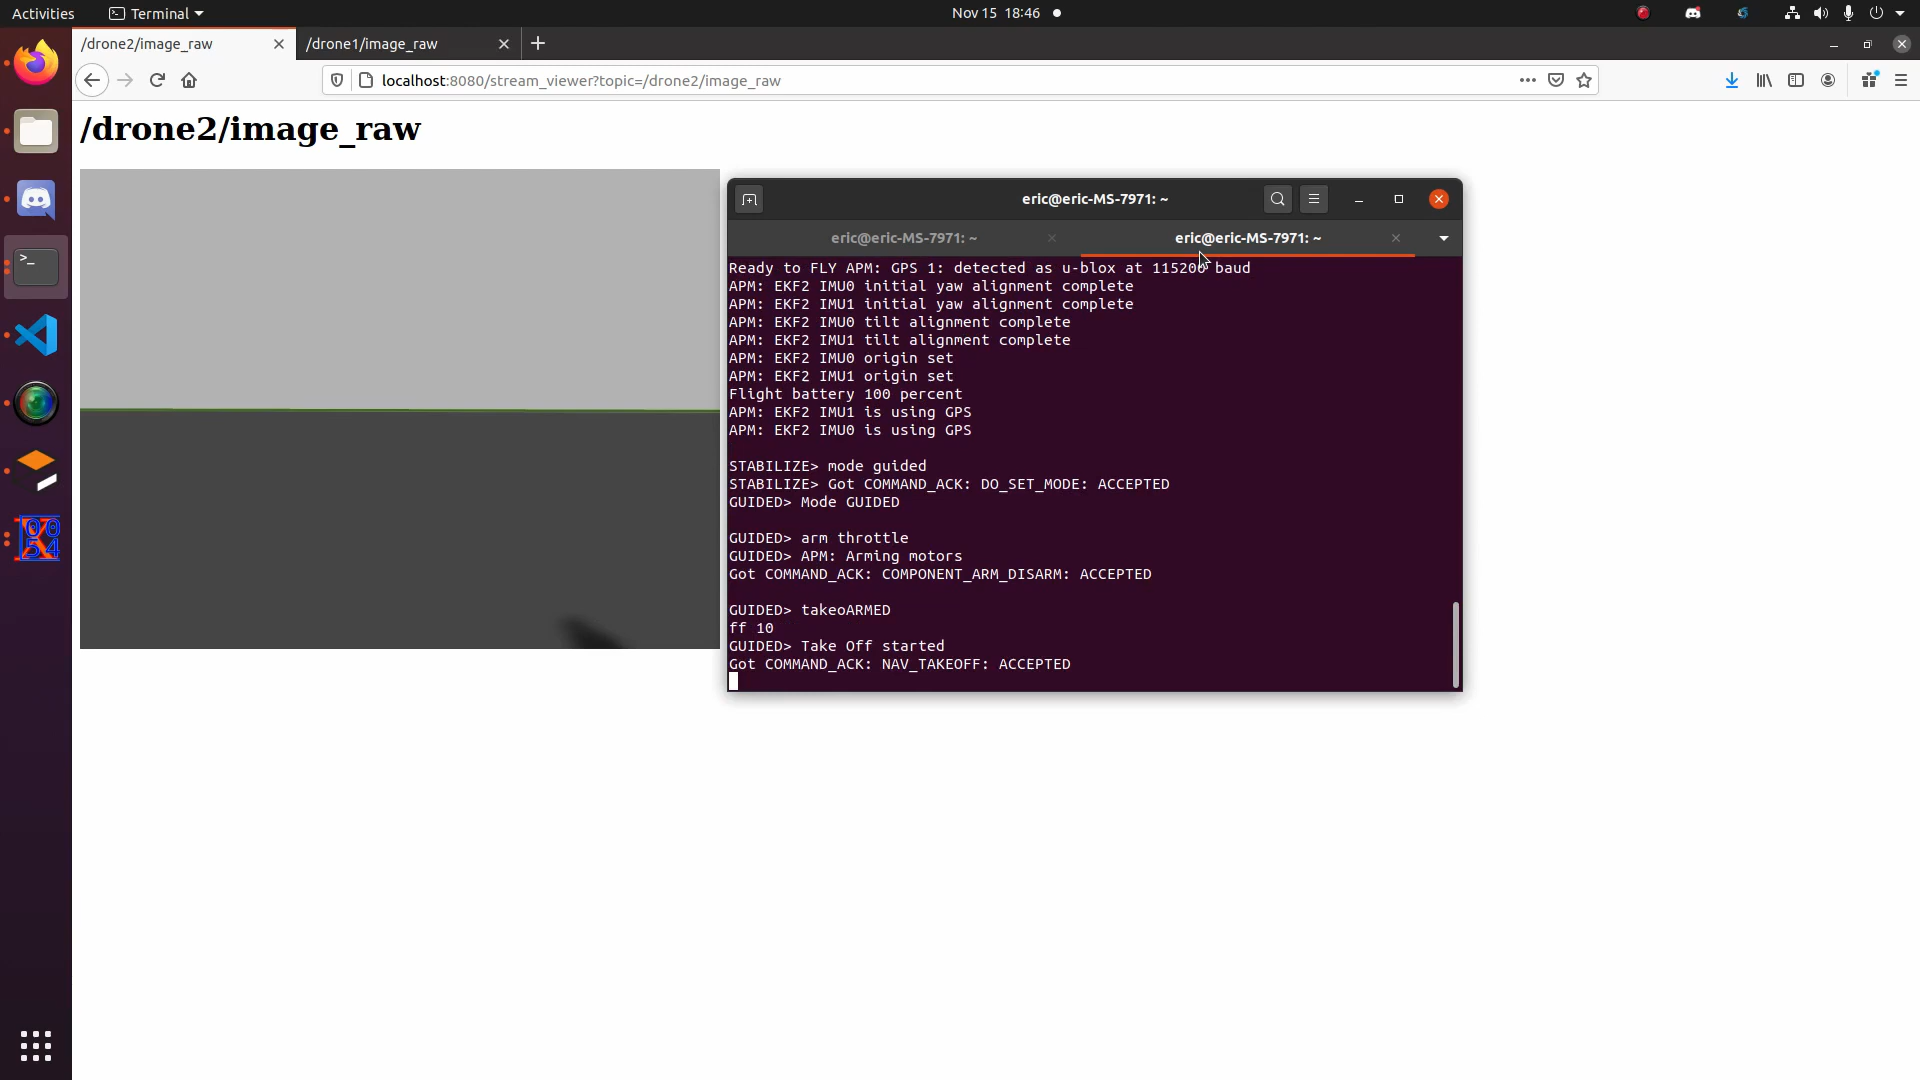 Activities
Terminal
Nov 15 18:46
/drone2/image_raw
/drone1/image_raw
localhost:8080/stream_viewer?topic=/drone2/image_raw
/drone2/image_raw
eric@eric-MS-7971: ~
eric@eric-MS-7971: ~
eric@eric-MS-7971: ~
Ready to FLY APM: GPS 1: detected as u-blox at 115200 baud
APM: EKF2 IMU0 initial yaw alignment complete
APM: EKF2 IMU1 initial yaw alignment complete
APM: EKF2 IMU0 tilt alignment complete
APM: EKF2 IMU1 tilt alignment complete
APM: EKF2 IMU0 origin set
APM: EKF2 IMU1 origin set
Flight battery 100 percent
APM: EKF2 IMU1 is using GPS
APM: EKF2 IMU0 is using GPS
STABILIZE> mode guided
STABILIZE> Got COMMAND_ACK: DO_SET_MODE: ACCEPTED
GUIDED> Mode GUIDED
GUIDED> arm throttle
GUIDED> APM: Arming motors
Got COMMAND_ACK: COMPONENT_ARM_DISARM: ACCEPTED
GUIDED> takeoARMED
ff 10
GUIDED> Take Off started
Got COMMAND_ACK: NAV_TAKEOFF: ACCEPTED